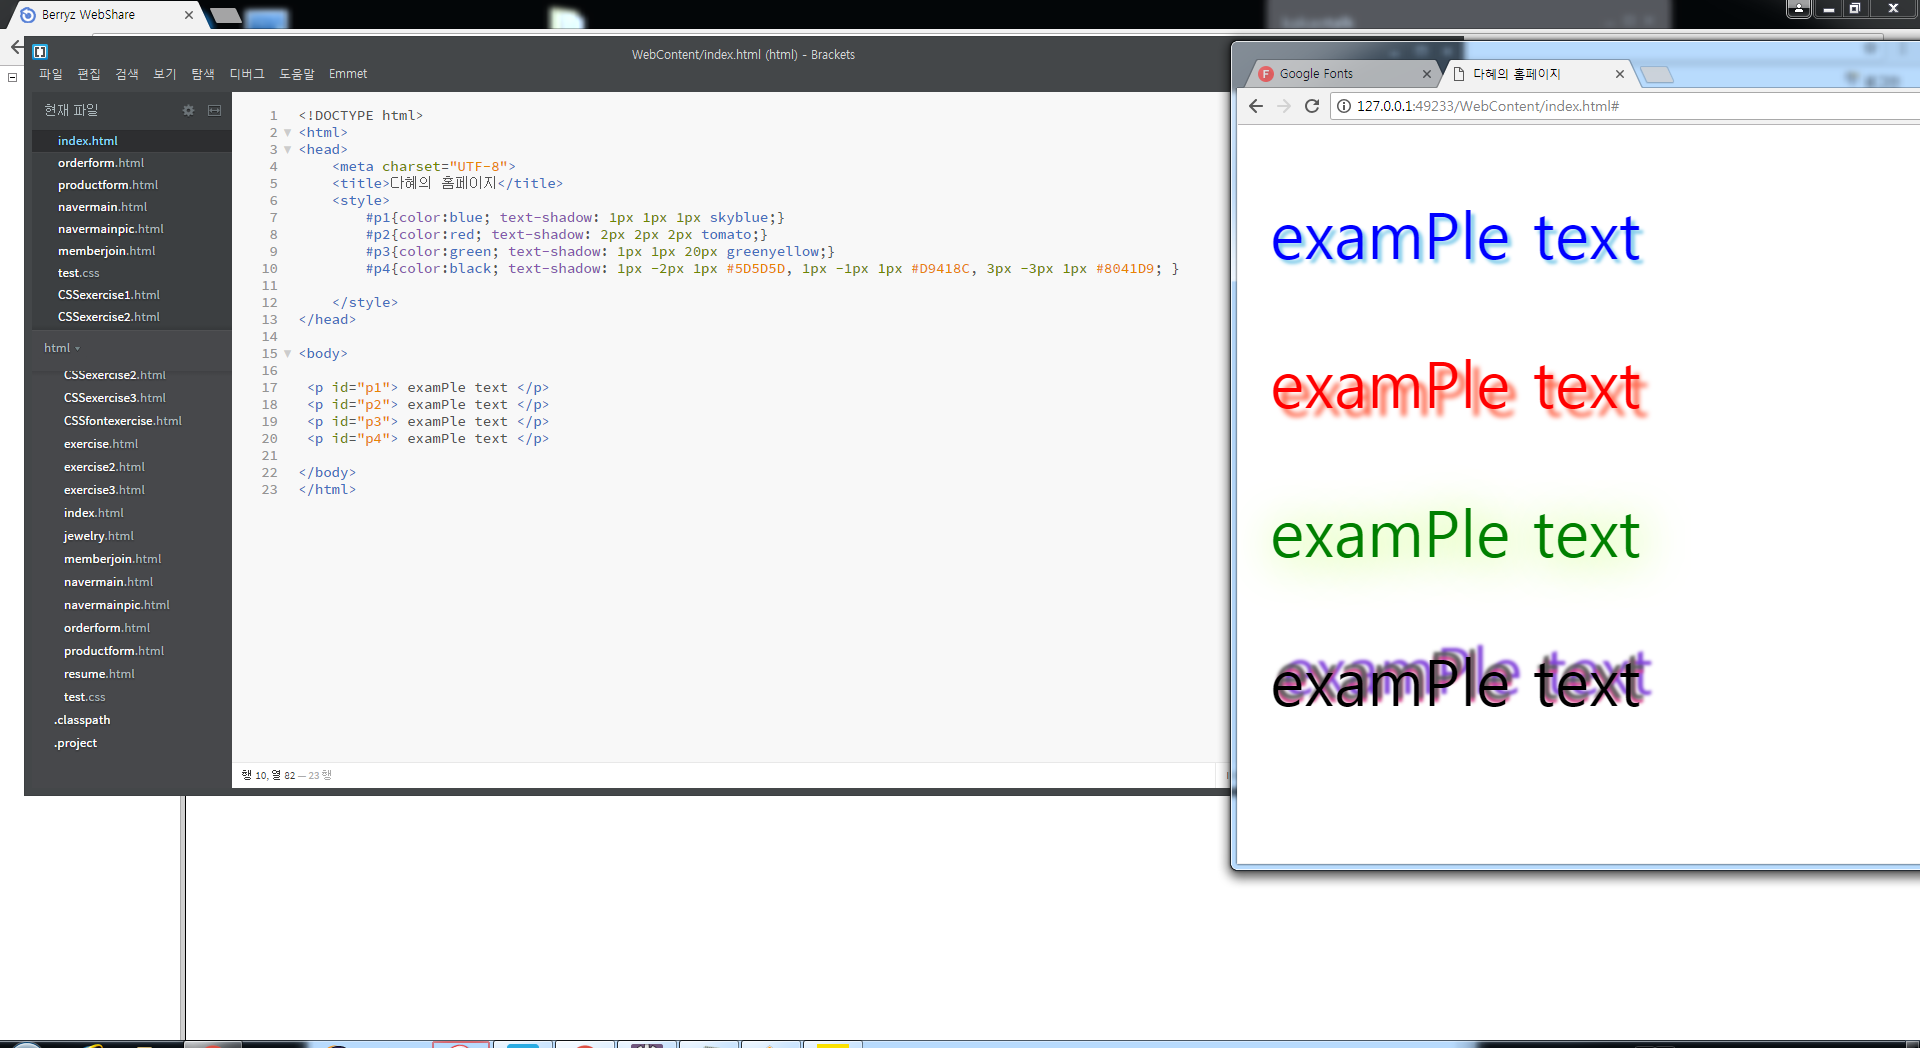 Berryz WebShare
WebContent/index.html (html) - Brackets
파일 편집 검색 보기 탐색 디버그 도움말 Emmet
현재 파일
index.html
orderform.html
productform.html
navermain.html
navermainpic.html
memberjoin.html
test.css
CSSexercise1.html
CSSexercise2.html
html
CSSexercise2.html
CSSexercise3.html
CSSfontexercise.html
exercise.html
exercise2.html
exercise3.html
index.html
jewelry.html
memberjoin.html
navermain.html
navermainpic.html
orderform.html
productform.html
resume.html
test.css
.classpath
.project
1 <!DOCTYPE html>
2 <html>
3 <head>
4 <meta charset="UTF-8">
5 <title>다혜의 홈페이지</title>
6 <style>
7 #p1{color:blue; text-shadow: 1px 1px 1px skyblue;}
8 #p2{color:red; text-shadow: 2px 2px 2px tomato;}
9 #p3{color:green; text-shadow: 1px 1px 20px greenyellow;}
10 #p4{color:black; text-shadow: 1px -2px 1px #5D5D5D, 1px -1px 1px #D9418C, 3px -3px 1px #8041D9; }
11
12 </style>
13 </head>
14
15 <body>
16
17 <p id="p1"> examPle text </p>
18 <p id="p2"> examPle text </p>
19 <p id="p3"> examPle text </p>
20 <p id="p4"> examPle text </p>
21
22 </body>
23 </html>
행 10, 열 82 — 23 행
Google Fonts
다혜의 홈페이지
127.0.0.1:49233/WebContent/index.html#
examPle text
examPle text
examPle text
examPle text